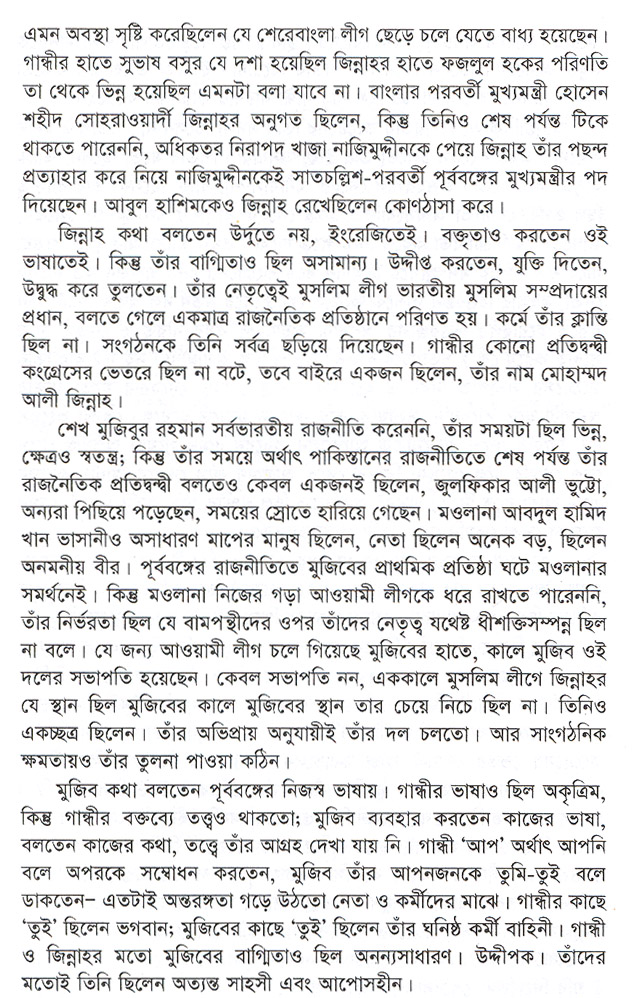 এমন অবস্থা সৃষ্টি করেছিলেন যে শেরেবাংলা লীগ ছেড়ে চলে যেতে বাধ্য হয়েছেন।
গান্ধীর হাতে সুভাষ বসুর যে দশা হয়েছিল জিন্নাহর হাতে ফজলুল হকের পরিণতি
তা থেকে ভিন্ন হয়েছিল এমনটা বলা যাবে না। বাংলার পরবর্তী মুখ্যমন্ত্রী হোসেন
শহীদ সোহরাওয়ার্দী জিন্নাহর অনুগত ছিলেন, কিন্তু তিনিও শেষ পর্যন্ত টিকে
থাকতে পারেননি, অধিকতর নিরাপদ খাজা নাজিমুদ্দীনকে পেয়ে জিন্নাহ তাঁর পছন্দ
প্রত্যাহার করে নিয়ে নাজিমুদ্দীনকেই সাতচল্লিশ-পরবর্তী পূর্ববঙ্গের মুখ্যমন্ত্রীর পদ
দিয়েছেন। আবুল হাশিমকেও জিন্নাহ রেখেছিলেন কোণঠাসা করে।
জিন্নাহ কথা বলতেন উর্দুতে নয়, ইংরেজিতেই। বক্তৃতাও করতেন ওই
ভাষাতেই। কিন্তু তাঁর বাগ্মিতাও ছিল অসামান্য। উদ্দীপ্ত করতেন, যুক্তি দিতেন,
উদ্বুদ্ধ করে তুলতেন। তাঁর নেতৃত্বেই মুসলিম লীগ ভারতীয় মুসলিম সম্প্রদায়ের
প্রধান, বলতে গেলে একমাত্র রাজনৈতিক প্রতিষ্ঠানে পরিণত হয়। কর্মে তাঁর ক্লান্তি
ছিল না। সংগঠনকে তিনি সর্বত্র ছড়িয়ে দিয়েছেন। গান্ধীর কোনো প্রতিদ্বন্দ্বী
কংগ্রেসের ভেতরে ছিল না বটে, তবে বাইরে একজন ছিলেন, তাঁর নাম মোহাম্মদ
আলী জিন্নাহ।
শেখ মুজিবুর রহমান সর্বভারতীয় রাজনীতি করেননি, তাঁর সময়টা ছিল ভিন্ন,
ক্ষেত্রও স্বতন্ত্র; কিন্তু তাঁর সময়ে অর্থাৎ পাকিস্তানের রাজনীতিতে শেষ পর্যন্ত তাঁর
রাজনৈতিক প্রতিদ্বন্দ্বী বলতেও কেবল একজনই ছিলেন, জুলফিকার আলী ভুট্টো,
অন্যরা পিছিয়ে পড়েছেন, সময়ের স্রোতে হারিয়ে গেছেন। মওলানা আবদুল হামিদ
খান ভাসানীও অসাধারণ মাপের মানুষ ছিলেন, নেতা ছিলেন অনেক বড়, ছিলেন
অনমনীয় বীর। পূর্ববঙ্গের রাজনীতিতে মুজিবের প্রাথমিক প্রতিষ্ঠা ঘটে মওলানার
সমর্থনেই। কিন্তু মওলানা নিজের গড়া আওয়ামী লীগকে ধরে রাখতে পারেননি,
তাঁর নির্ভরতা ছিল যে বামপন্থীদের ওপর তাঁদের নেতৃত্ব যথেষ্ট ধীশক্তিসম্পন্ন ছিল
না বলে। যে জন্য আওয়ামী লীগ চলে গিয়েছে মুজিবের হাতে, কালে মুজিব ওই
দলের সভাপতি হয়েছেন। কেবল সভাপতি নন, এককালে মুসলিম লীগে জিন্নাহর
যে স্থান ছিল মুজিবের কালে মুজিবের স্থান তার চেয়ে নিচে ছিল না। তিনিও
একচ্ছত্র ছিলেন। তাঁর অভিপ্রায় অনুযায়ীই তাঁর দল চলতো। আর সাংগঠনিক
ক্ষমতায়ও তাঁর তুলনা পাওয়া কঠিন।
মুজিব কথা বলতেন পূর্ববঙ্গের নিজস্ব ভাষায়। গান্ধীর ভাষাও ছিল অকৃত্রিম,
কিন্তু গান্ধীর বক্তব্যে তত্ত্বও থাকতো; মুজিব ব্যবহার করতেন কাজের ভাষা,
বলতেন কাজের কথা, তত্ত্বে তাঁর আগ্রহ দেখা যায় নি। গান্ধী ‘আপ’ অর্থাৎ আপনি
বলে অপরকে সম্বোধন করতেন, মুজিব তাঁর আপনজনকে তুমি-তুই বলে
ডাকতেন– এতটাই অন্তরঙ্গতা গড়ে উঠতো নেতা ও কর্মীদের মাঝে। গান্ধীর কাছে
‘তুই’ ছিলেন ভগবান; মুজিবের কাছে ‘তুই’ ছিলেন তাঁর ঘনিষ্ঠ কর্মী বাহিনী। গান্ধী
ও জিন্নাহর মতো মুজিবের বাগ্মিতাও ছিল অনন্যসাধারণ। উদ্দীপক। তাঁদের
মতোই তিনি ছিলেন অত্যন্ত সাহসী এবং আপোসহীন।